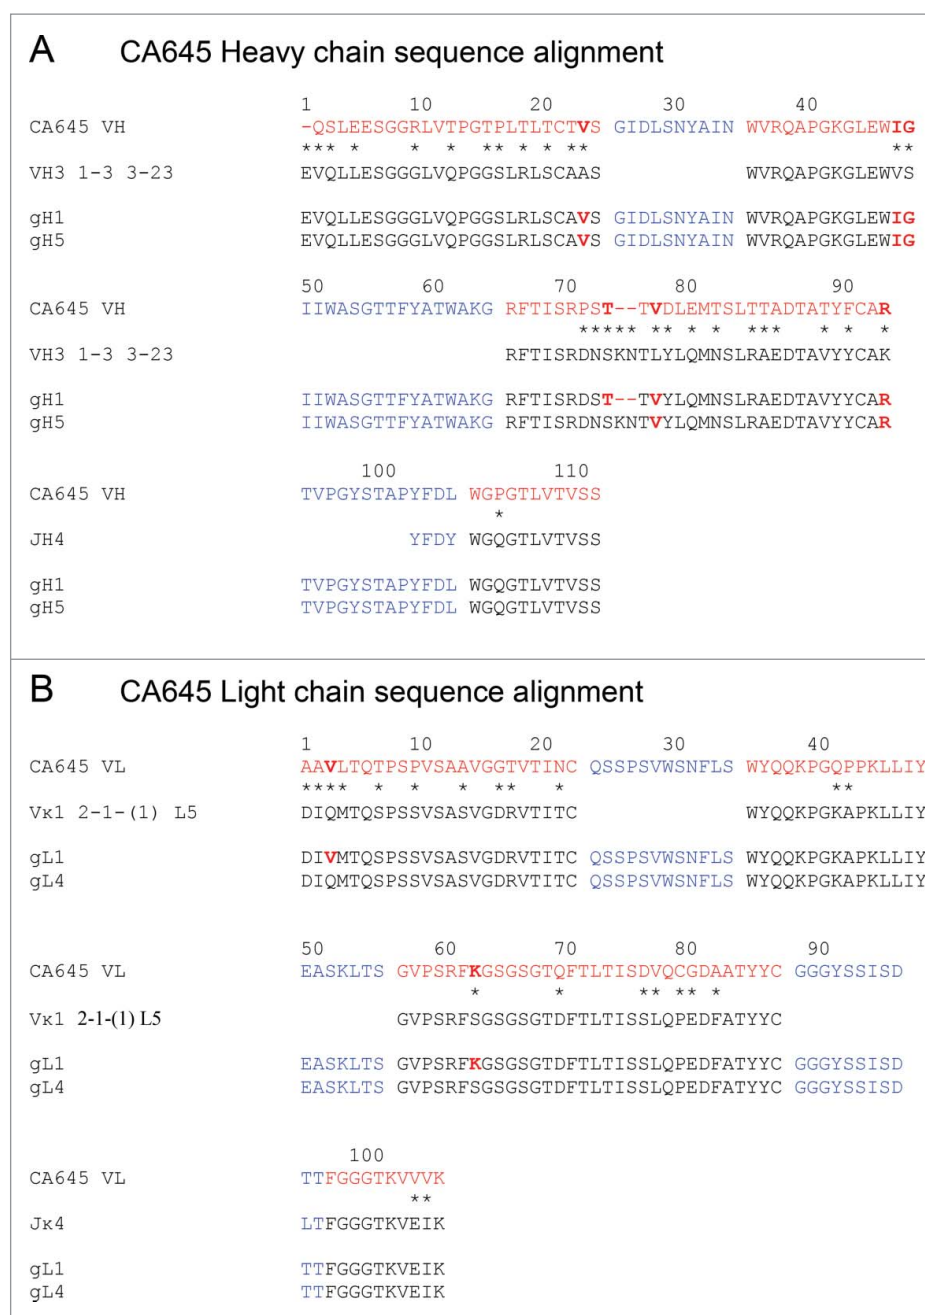 A CA645 Heavy chain sequence alignment
1 10 20 30 40
CA645 VH -QSLEESGGRLVTPGTPLTLTCTVS GIDLSNYAIN WVRQAPGKGLEWIG
*** * * * ** * * ** **
VH3 1-3 3-23 EVQLLESGGGLVQPGGSLRLSCAAS WVRQAPGKGLEWVS
gH1 EVQLLESGGGLVQPGGSLRLSCAVS GIDLSNYAIN WVRQAPGKGLEWIG
gH5 EVQLLESGGGLVQPGGSLRLSCAVS GIDLSNYAIN WVRQAPGKGLEWIG
50 60 70 80 90
CA645 VH IIWASGTTFYATWAKG RFTISRPST--TVDLEMTSLTTADTATYFCAR
***** ** * * *** * * *
VH3 1-3 3-23 RFTISRDNSKNTLYLQMNSLRAEDTAVYYCAK
gH1 IIWASGTTFYATWAKG RFTISRDST--TVYLQMNSLRAEDTAVYYCAR
gH5 IIWASGTTFYATWAKG RFTISRDNSKNTVYLQMNSLRAEDTAVYYCAR
100 110
CA645 VH TVPGYSTAPYFDL WGPGTLVTVSS
*
JH4 YFDY WGQGTLVTVSS
gH1 TVPGYSTAPYFDL WGQGTLVTVSS
gH5 TVPGYSTAPYFDL WGQGTLVTVSS
B CA645 Light chain sequence alignment
1 10 20 30 40
CA645 VL AAVLTQTPSPVSAAVGGTVTINC QSSPSVWSNFLS WYQQKPGQPPKLLIY
**** * * * ** * **
Vκ1 2-1-(1) L5 DIQMTQSPSSVSASVGDRVTITC WYQQKPGKAPKLLIY
gL1 DIVMTQSPSSVSASVGDRVTITC QSSPSVWSNFLS WYQQKPGKAPKLLIY
gL4 DIQMTQSPSSVSASVGDRVTITC QSSPSVWSNFLS WYQQKPGKAPKLLIY
50 60 70 80 90
CA645 VL EASKLTS GVPSRFKGSGSGTQFTLTISDVQCGDAATYYC GGGYSSISD
* * ** ** *
Vκ1 2-1-(1) L5 GVPSRFSGSGSGTDFTLTISSLQPEDFATYYC
gL1 EASKLTS GVPSRFKGSGSGTDFTLTISSLQPEDFATYYC GGGYSSISD
gL4 EASKLTS GVPSRFSGSGSGTDFTLTISSLQPEDFATYYC GGGYSSISD
100
CA645 VL TTFGGGTKVVVK
**
Jκ4 LTFGGGTKVEIK
gL1 TTFGGGTKVEIK
gL4 TTFGGGTKVEIK